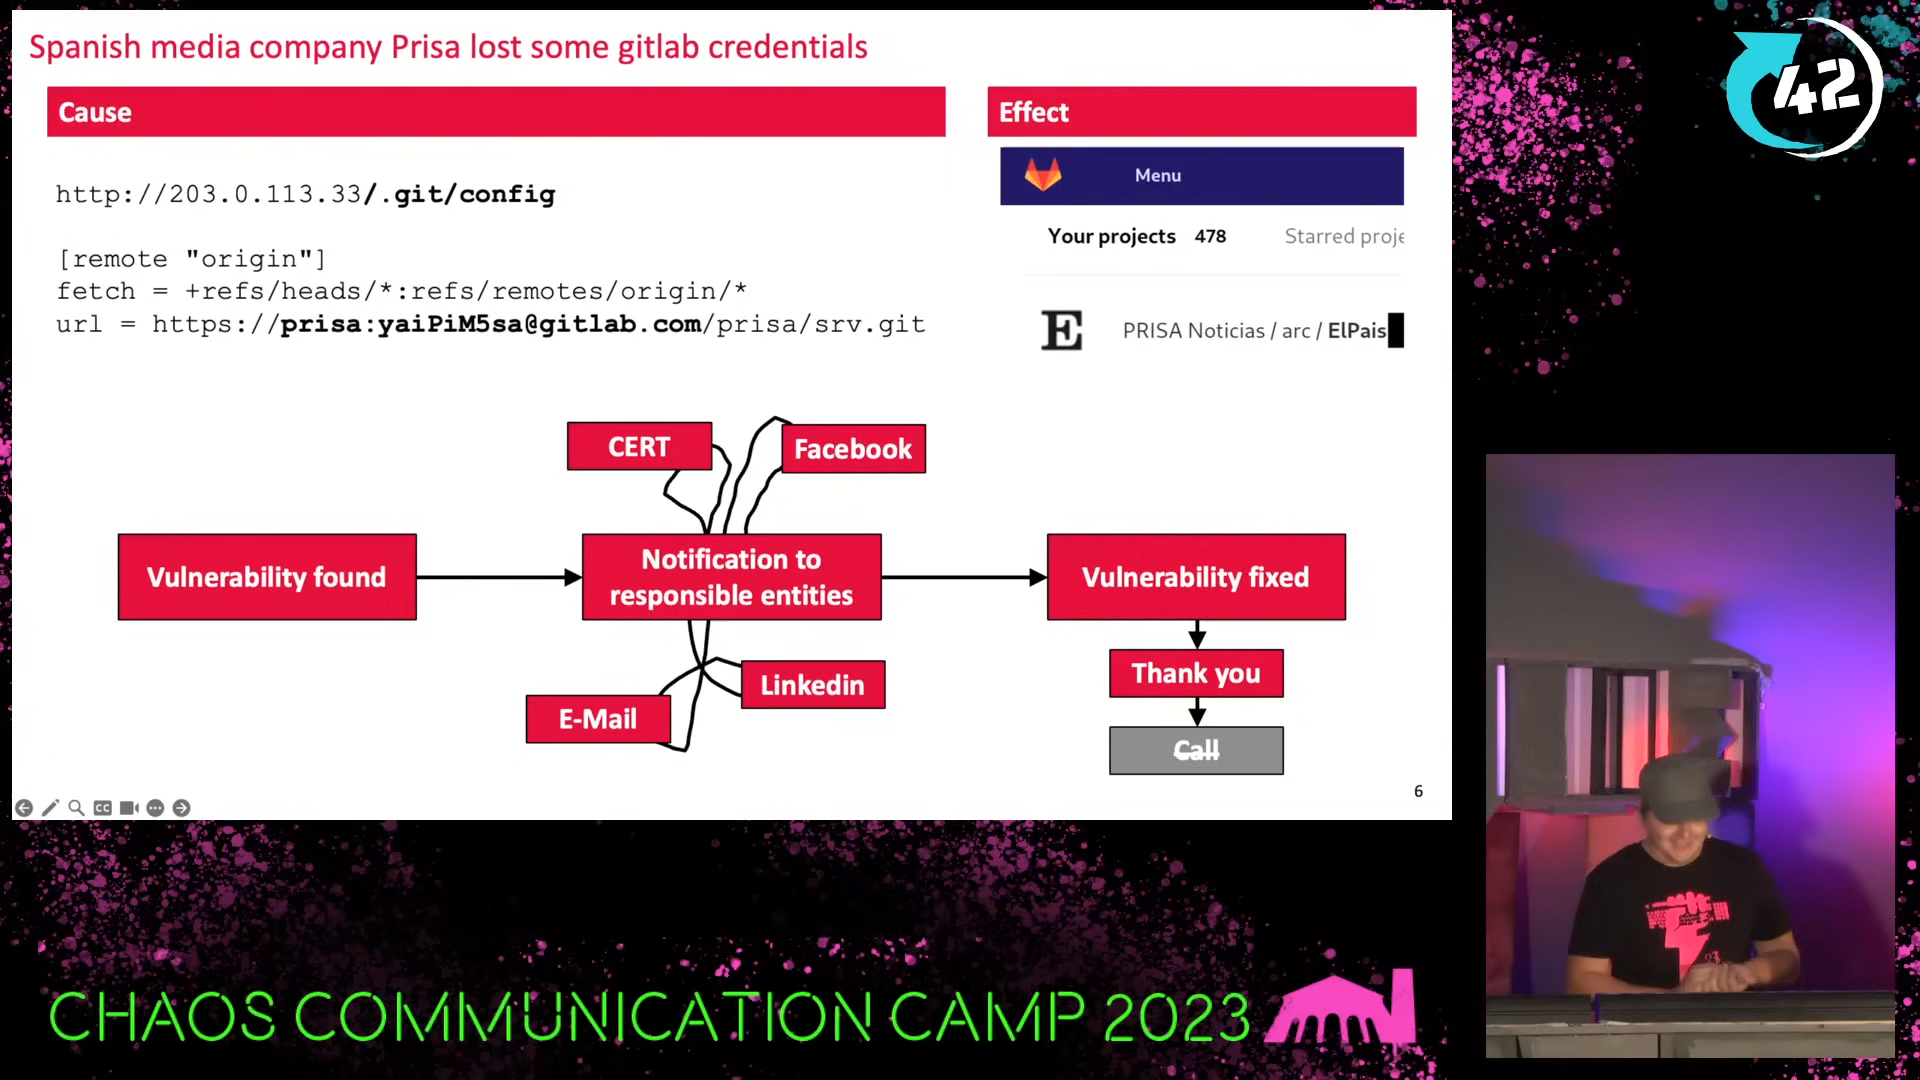 Spanish media company Prisa lost some gitlab credentials
Cause
http://203.0.113.33/.git/config
[remote "origin"]
fetch = +refs/heads/*:refs/remotes/origin/*
url = https://prisa:yaiPiM5sa@gitlab.com/prisa/srv.git
Effect
Menu
Your projects 478 Starred proje
E PRISA Noticias / arc / ElPais
CERT
Facebook
Vulnerability found
Notification to
responsible entities
Vulnerability fixed
Linkedin
E-Mail
Thank you
Call
6
CC
42
CHAOS COMMUNICATION CAMP 2023